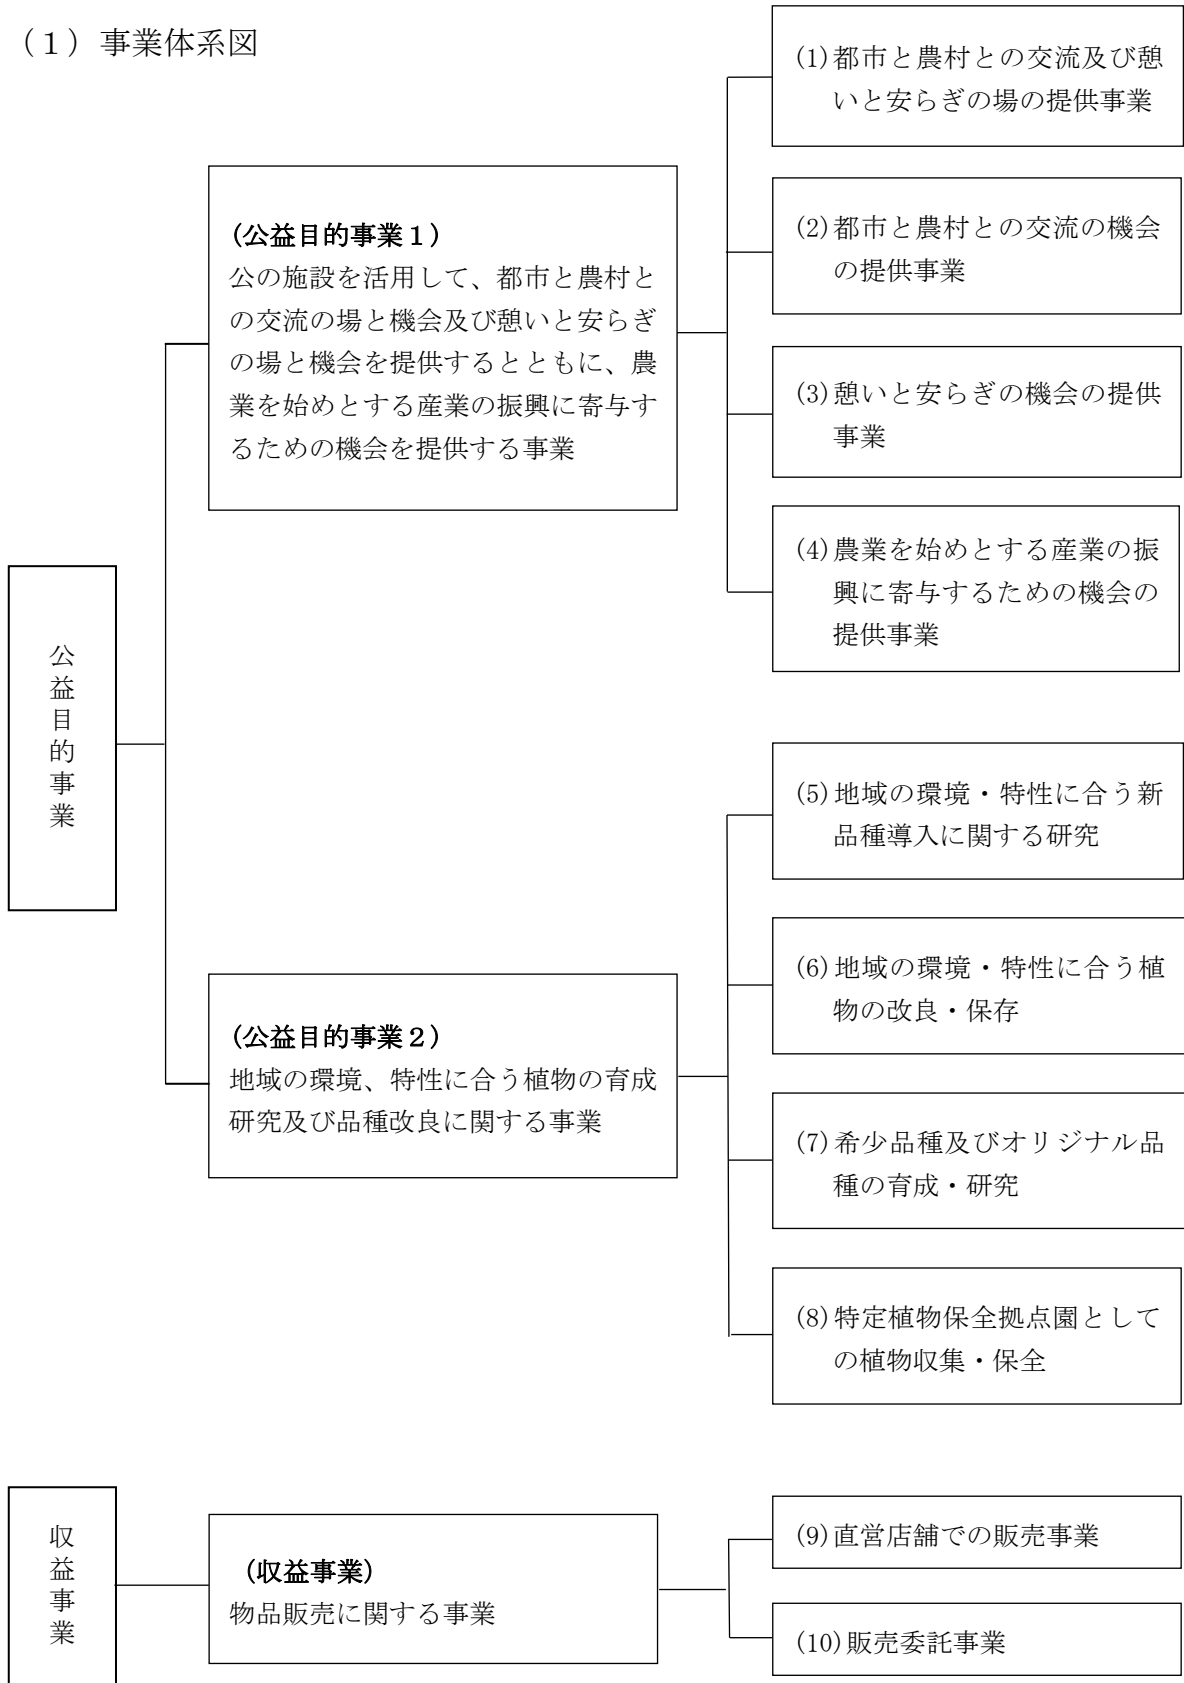 （１）事業体系図
公益目的事業
(公益目的事業１)
公の施設を活用して、都市と農村と
の交流の場と機会及び憩いと安らぎ
の場と機会を提供するとともに、農
業を始めとする産業の振興に寄与す
るための機会を提供する事業
(1)都市と農村との交流及び憩
いと安らぎの場の提供事業
(2)都市と農村との交流の機会
の提供事業
(3)憩いと安らぎの機会の提供
事業
(4)農業を始めとする産業の振
興に寄与するための機会の
提供事業
(公益目的事業２)
地域の環境、特性に合う植物の育成
研究及び品種改良に関する事業
(5)地域の環境・特性に合う新
品種導入に関する研究
(6)地域の環境・特性に合う植
物の改良・保存
(7)希少品種及びオリジナル品
種の育成・研究
(8)特定植物保全拠点園として
の植物収集・保全
収益事業
(収益事業)
物品販売に関する事業
(9)直営店舗での販売事業
(10)販売委託事業